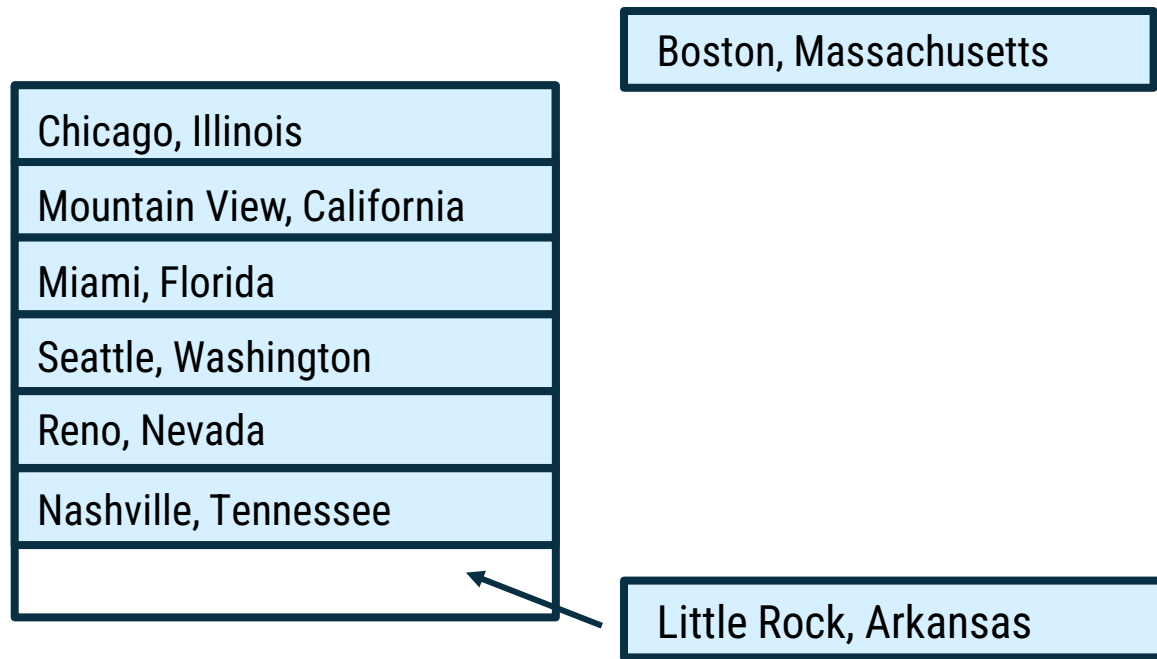 Boston, Massachusetts
Chicago, Illinois
Mountain View, California
Miami, Florida
Seattle, Washington
Reno, Nevada
Nashville, Tennessee
Little Rock, Arkansas